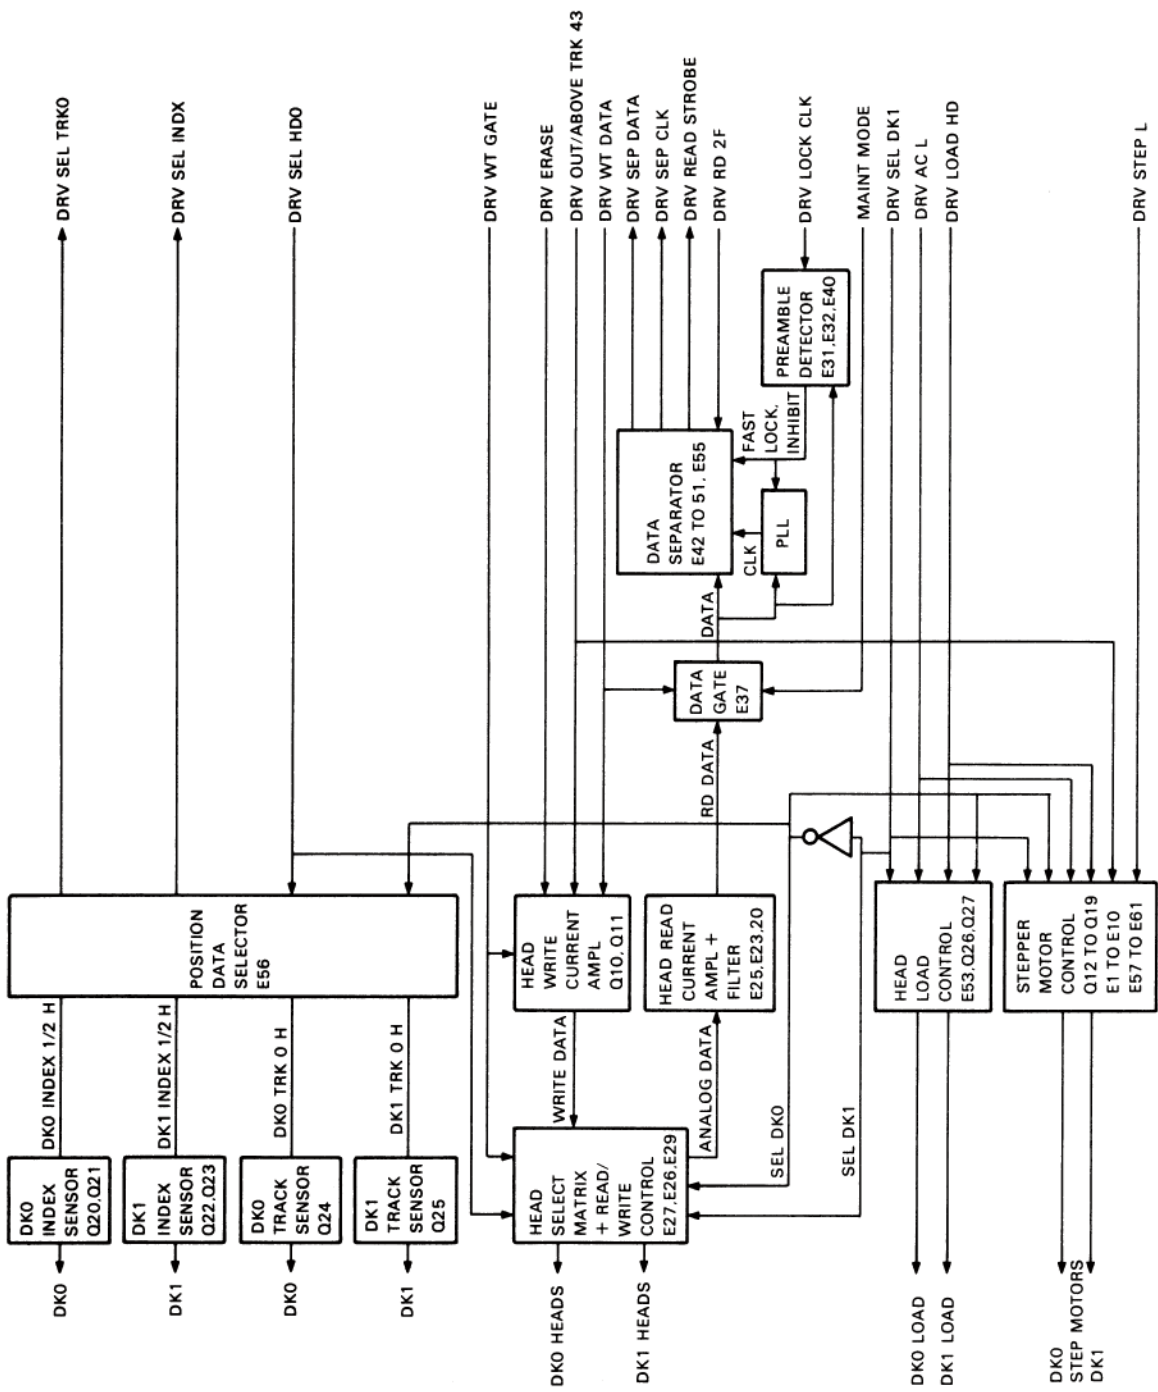 DK0
INDEX
SENSOR
Q20,Q21
DK1
INDEX
SENSOR
Q22,Q23
DK0
TRACK
SENSOR
Q24
DK1
TRACK
SENSOR
Q25
DK0
DK1
DK0
DK1
DK0 INDEX 1/2 H
DK1 INDEX 1/2 H
DK0 TRK 0 H
DK1 TRK 0 H
POSITION
DATA
SELECTOR
E56
DRV SEL TRK0
DRV SEL INDX
DRV SEL HD0
DRV WT GATE
DRV ERASE
DRV OUT/ABOVE TRK 43
DRV WT DATA
DRV SEP DATA
DRV SEP CLK
DRV READ STROBE
DRV RD 2F
DRV LOCK CLK
MAINT MODE
DRV SEL DK1
DRV AC L
DRV LOAD HD
DRV STEP L
HEAD
SELECT
MATRIX
+ READ/
WRITE
CONTROL
E27,E26,E29
DK0 HEADS
DK1 HEADS
WRITE DATA
ANALOG DATA
HEAD
WRITE
CURRENT
AMPL
Q10,Q11
HEAD READ
CURRENT
AMPL +
FILTER
E25,E23,20
RD DATA
DATA
GATE
E37
DATA
DATA
SEPARATOR
E42 TO 51, E55
CLK
PLL
FAST
LOCK,
INHIBIT
PREAMBLE
DETECTOR
E31,E32,E40
SEL DK0
SEL DK1
HEAD
LOAD
CONTROL
E53,Q26,Q27
DK0 LOAD
DK1 LOAD
STEPPER
MOTOR
CONTROL
Q12 TO Q19
E1 TO E10
E57 TO E61
DK0
STEP MOTORS
DK1